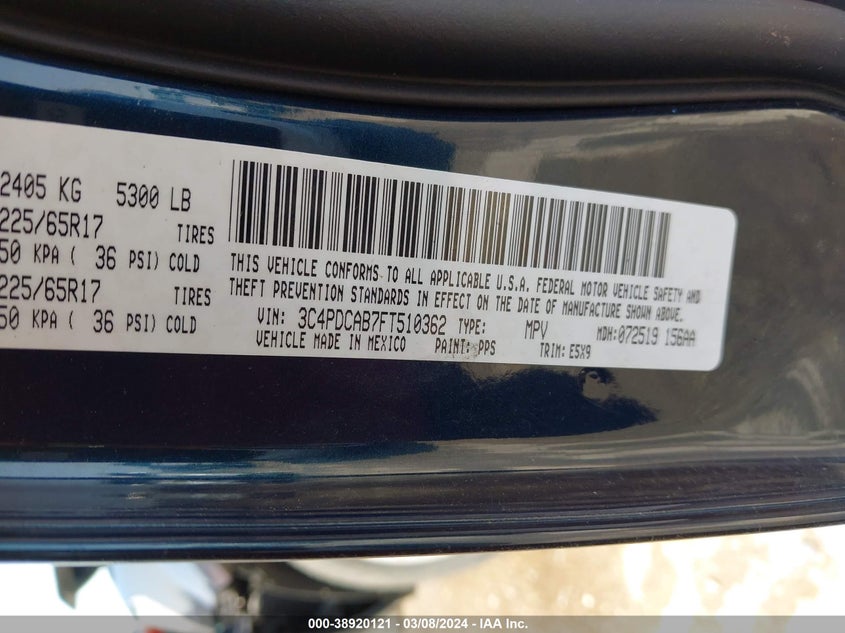 2405 KG 5300 LB
225/65R17 TIRES
50 KPA ( 36 PSI) COLD
225/65R17 TIRES
50 KPA ( 36 PSI) COLD
THIS VEHICLE CONFORMS TO ALL APPLICABLE U.S.A. FEDERAL MOTOR VEHICLE SAFETY AND
THEFT PREVENTION STANDARDS IN EFFECT ON THE DATE OF MANUFACTURE SHOWN ABOVE.
VIN: 3C4PDCAB7FT510362 TYPE: MPV MDH:072519 156AA
VEHICLE MADE IN MEXICO PAINT: PPS TRIM: E5X9
000-38920121 - 03/08/2024 - IAA Inc.